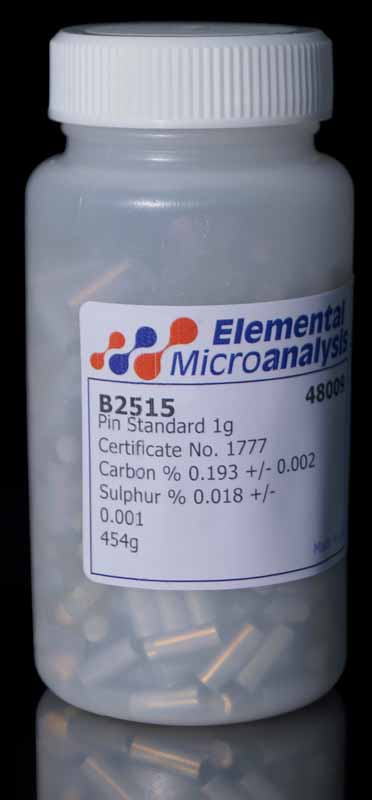 Elemental
Microanalysis
B2515
48009
Pin Standard 1g
Certificate No. 1777
Carbon % 0.193 +/- 0.002
Sulphur % 0.018 +/-
0.001
454g